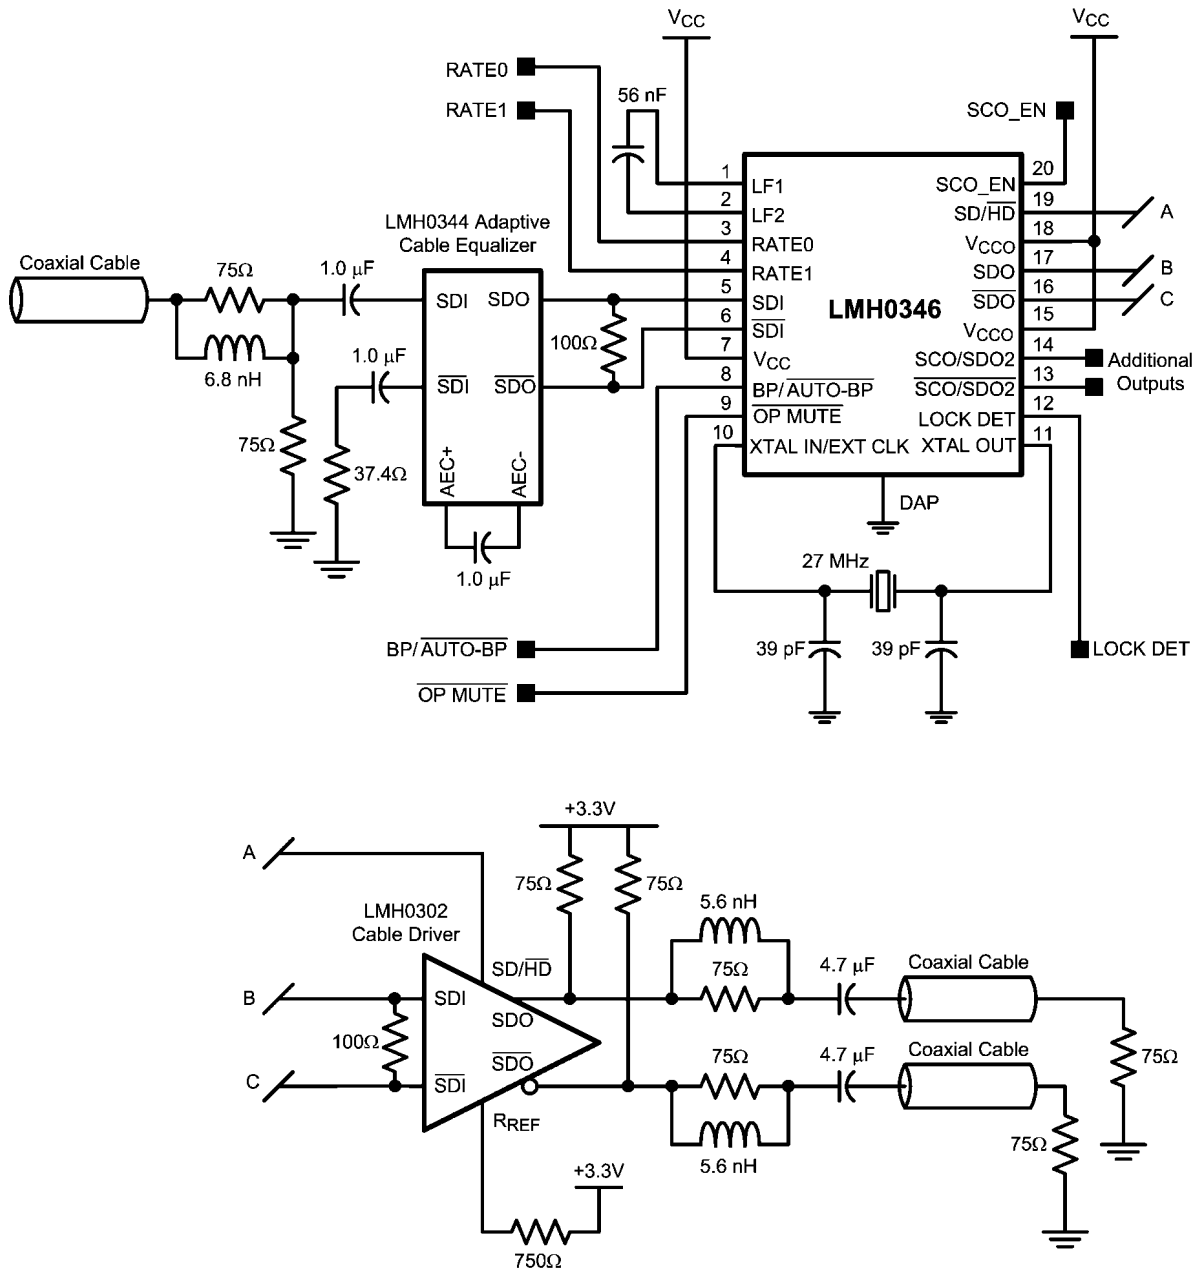 VCC
VCC
RATE0
RATE1
56 nF
SCO_EN
LMH0344 Adaptive
Cable Equalizer
Coaxial Cable
75Ω
6.8 nH
75Ω
1.0 µF
1.0 µF
37.4Ω
SDI
SDO
SDI
SDO
AEC+
AEC-
1.0 µF
100Ω
1
2
3
4
5
6
7
8
9
10
LF1
LF2
RATE0
RATE1
SDI
SDI
VCC
BP/AUTO-BP
OP MUTE
XTAL IN/EXT CLK
LMH0346
SCO_EN
SD/HD
VCCO
SDO
SDO
VCCO
SCO/SDO2
SCO/SDO2
LOCK DET
XTAL OUT
20
19
18
17
16
15
14
13
12
11
A
B
C
Additional
Outputs
DAP
27 MHz
39 pF
39 pF
BP/AUTO-BP
OP MUTE
LOCK DET
+3.3V
A
75Ω
75Ω
LMH0302
Cable Driver
5.6 nH
SD/HD
75Ω
4.7 µF
Coaxial Cable
B
SDI
SDO
100Ω
SDO
75Ω
4.7 µF
Coaxial Cable
75Ω
C
SDI
RREF
5.6 nH
75Ω
+3.3V
750Ω